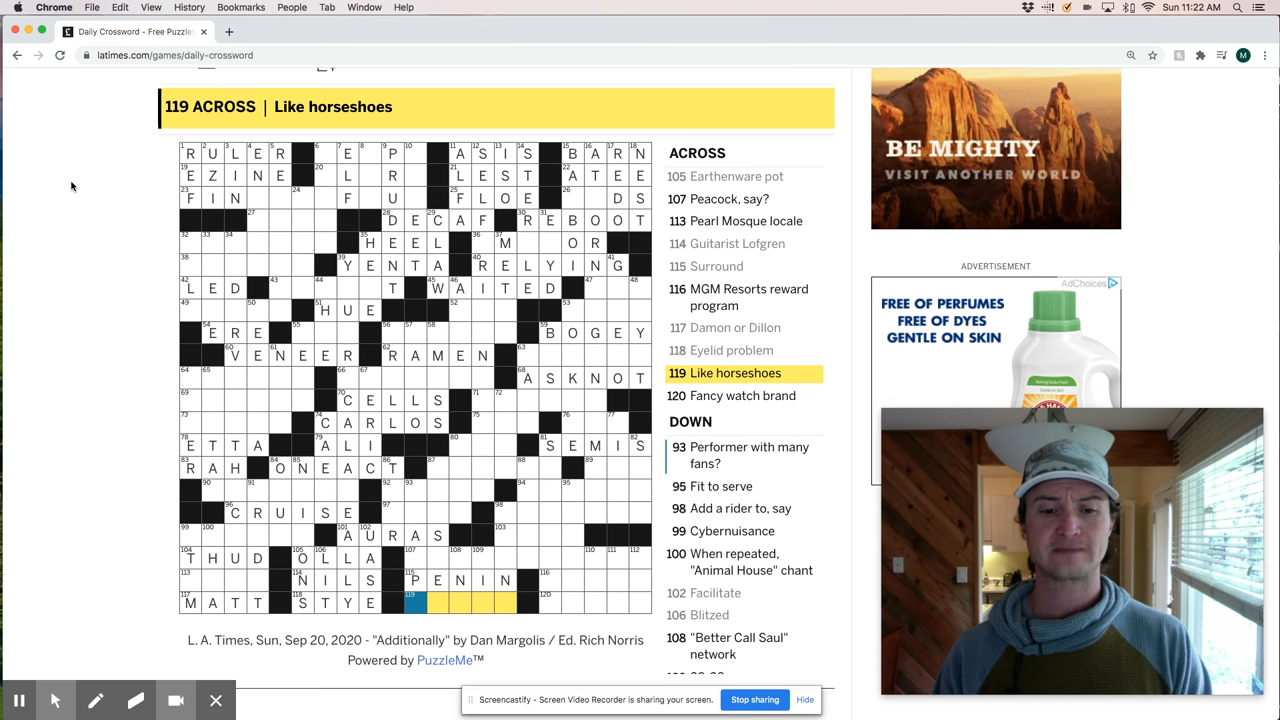 Chrome File Edit View History Bookmarks People Tab Window Help Sun 11:22 AM
Daily Crossword - Free Puzzles
latimes.com/games/daily-crossword
M
119 ACROSS | Like horseshoes
R U L E R E P A S I S B A R N
E Z I N E L R L E S T A T E E
F I N F U F L O E D S
D E C A F R E B O O T
H E E L M O R
Y E N T A R E L Y I N G
L E D T W A I T E D
H U E
E R E B O G E Y
V E N E E R R A M E N
A S K N O T
C E L L S
C A R L O S
E T T A A L I S E M I S
R A H O N E A C T
C R U I S E
A U R A S
T H U D O L L A
N I L S P E N I N
M A T T S T Y E
L. A. Times, Sun, Sep 20, 2020 - "Additionally" by Dan Margolis / Ed. Rich Norris
Powered by PuzzleMe™
ACROSS
105 Earthenware pot
107 Peacock, say?
113 Pearl Mosque locale
114 Guitarist Lofgren
115 Surround
116 MGM Resorts reward
program
117 Damon or Dillon
118 Eyelid problem
119 Like horseshoes
120 Fancy watch brand
DOWN
93 Performer with many
fans?
95 Fit to serve
98 Add a rider to, say
99 Cybernuisance
100 When repeated,
"Animal House" chant
102 Facilitate
106 Blitzed
108 "Better Call Saul"
network
BE MIGHTY
VISIT ANOTHER WORLD
ADVERTISEMENT
AdChoices
FREE OF PERFUMES
FREE OF DYES
GENTLE ON SKIN
ARM & HAMMER
Screencastify - Screen Video Recorder is sharing your screen. Stop sharing Hide